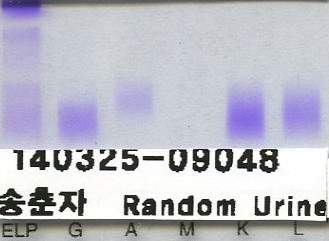 140325-09048
송춘자 Random Urine
ELP G A M K L